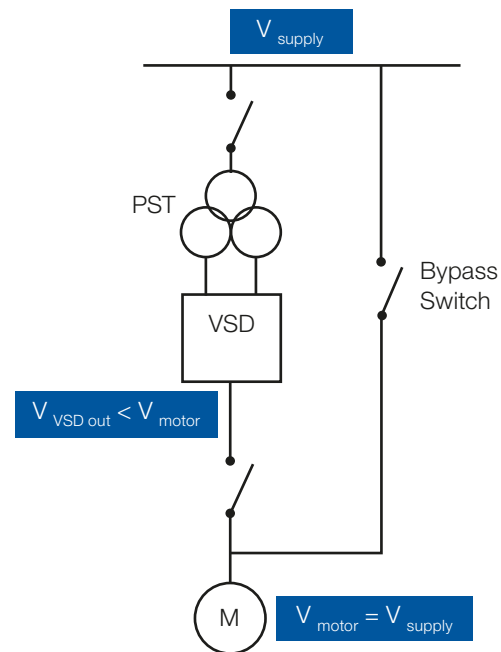 V supply
PST
Bypass
Switch
VSD
V VSD out < V motor
M
V motor = V supply